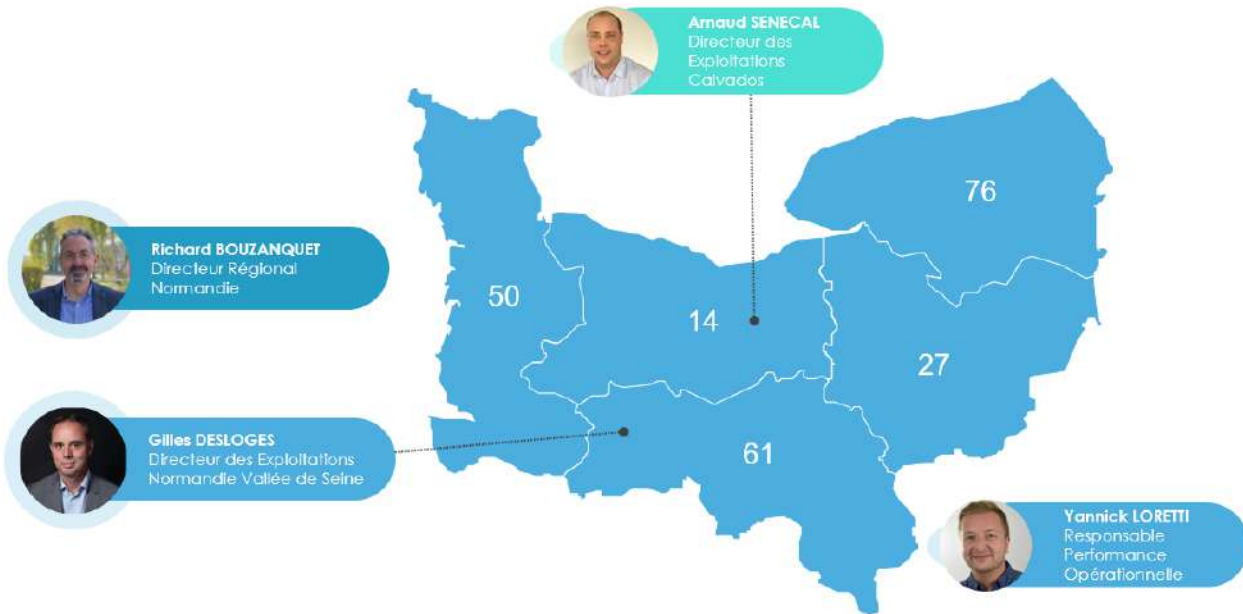 Arnaud SENECAL
Directeur des
Exploitations
Calvados
76
Richard BOUZANQUET
Directeur Régional
Normandie
50
14
27
Gilles DESLOGES
Directeur des Exploitations
Normandie Vallée de Seine
61
Yannick LORETTI
Responsable
Performance
Opérationnelle